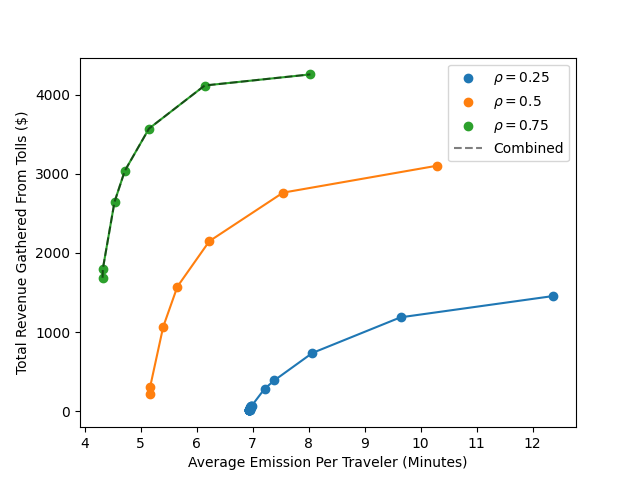 ρ = 0.25
ρ = 0.5
ρ = 0.75
Combined
Total Revenue Gathered From Tolls ($)
4000
3000
2000
1000
0
4 5 6 7 8 9 10 11 12
Average Emission Per Traveler (Minutes)